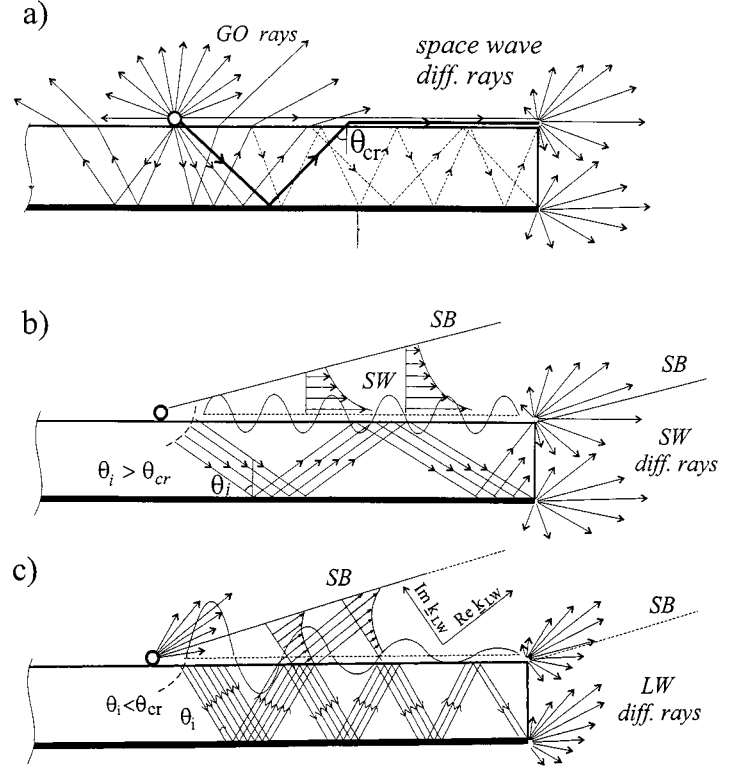 a)
GO rays
space wave
diff. rays
θcr
b)
SB
SW
SB
SW
diff. rays
θi > θcr
θi
c)
SB
Im kLW
Re kLW
SB
θi<θcr
θi
LW
diff. rays